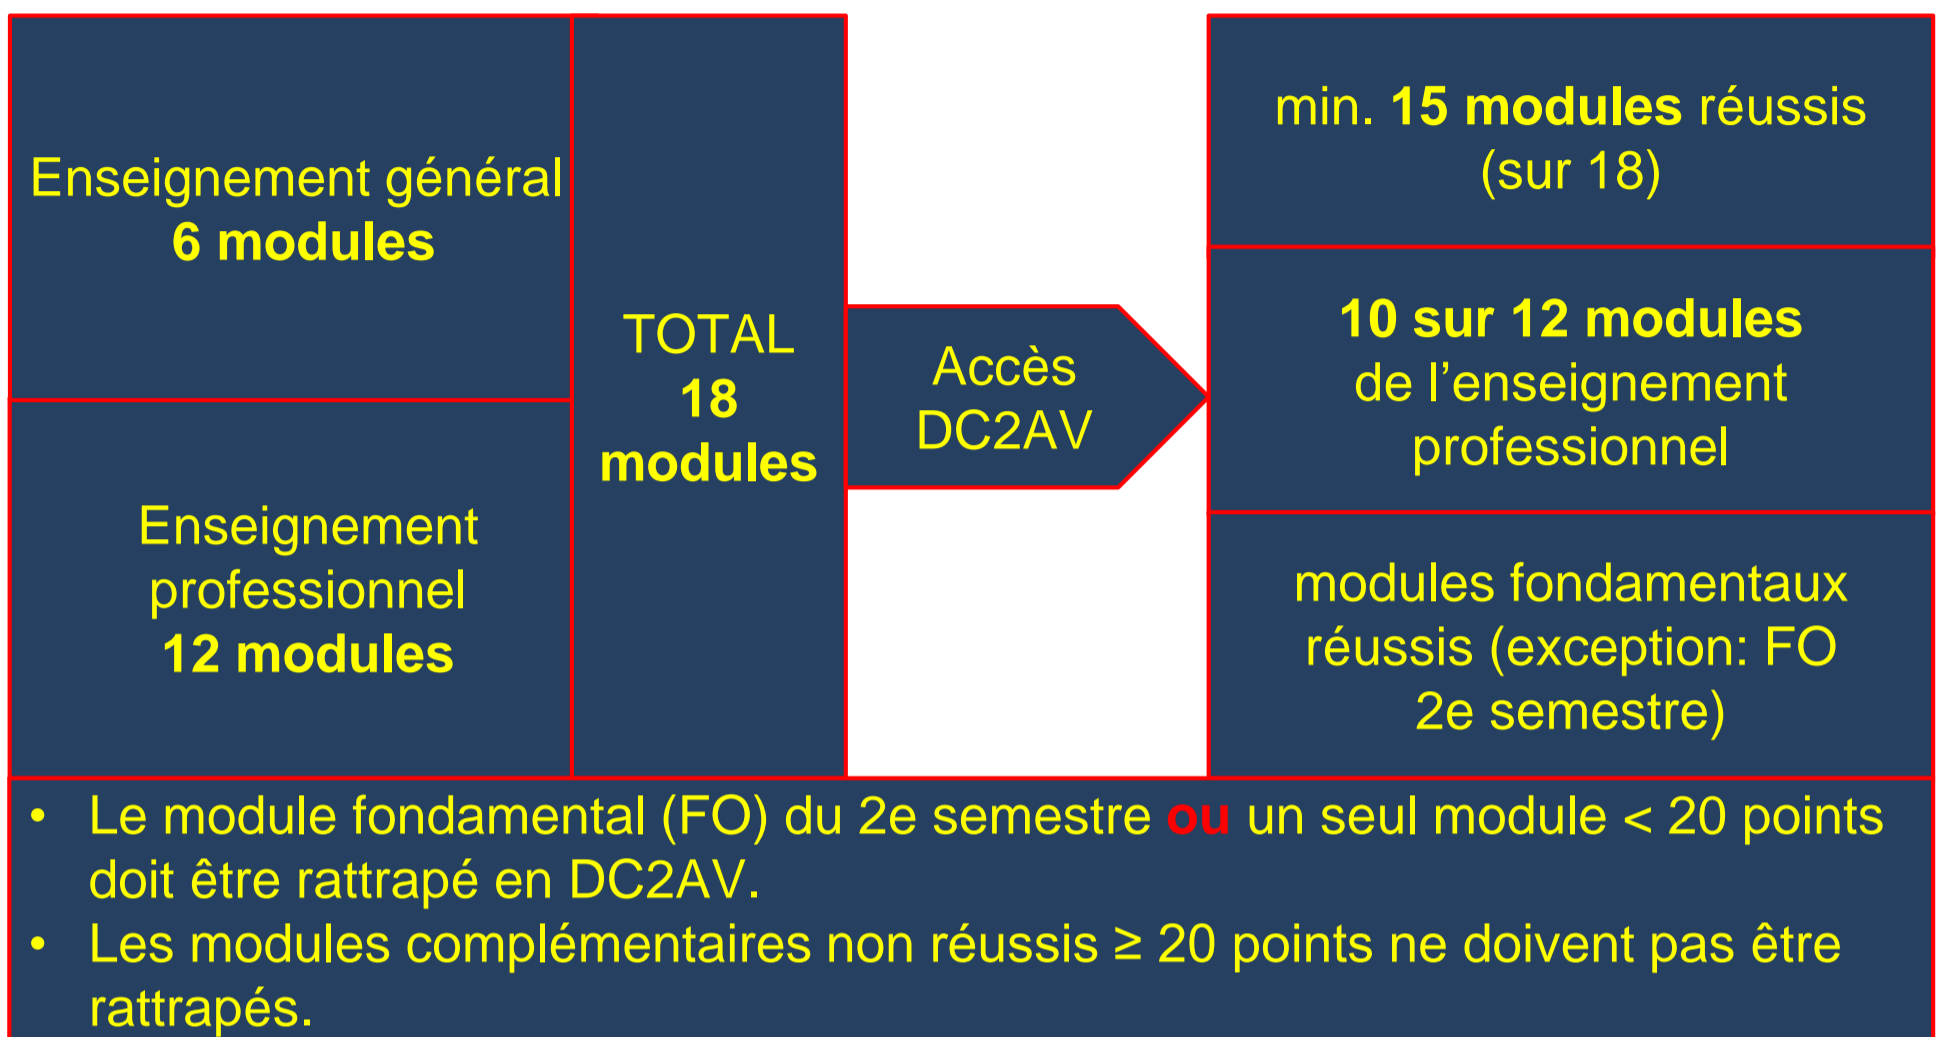 Enseignement général
6 modules
Enseignement
professionnel
12 modules
TOTAL
18
modules
Accès
DC2AV
min. 15 modules réussis
(sur 18)
10 sur 12 modules
de l’enseignement
professionnel
modules fondamentaux
réussis (exception: FO
2e semestre)
• Le module fondamental (FO) du 2e semestre ou un seul module < 20 points
doit être rattrapé en DC2AV.
• Les modules complémentaires non réussis ≥ 20 points ne doivent pas être
rattrapés.